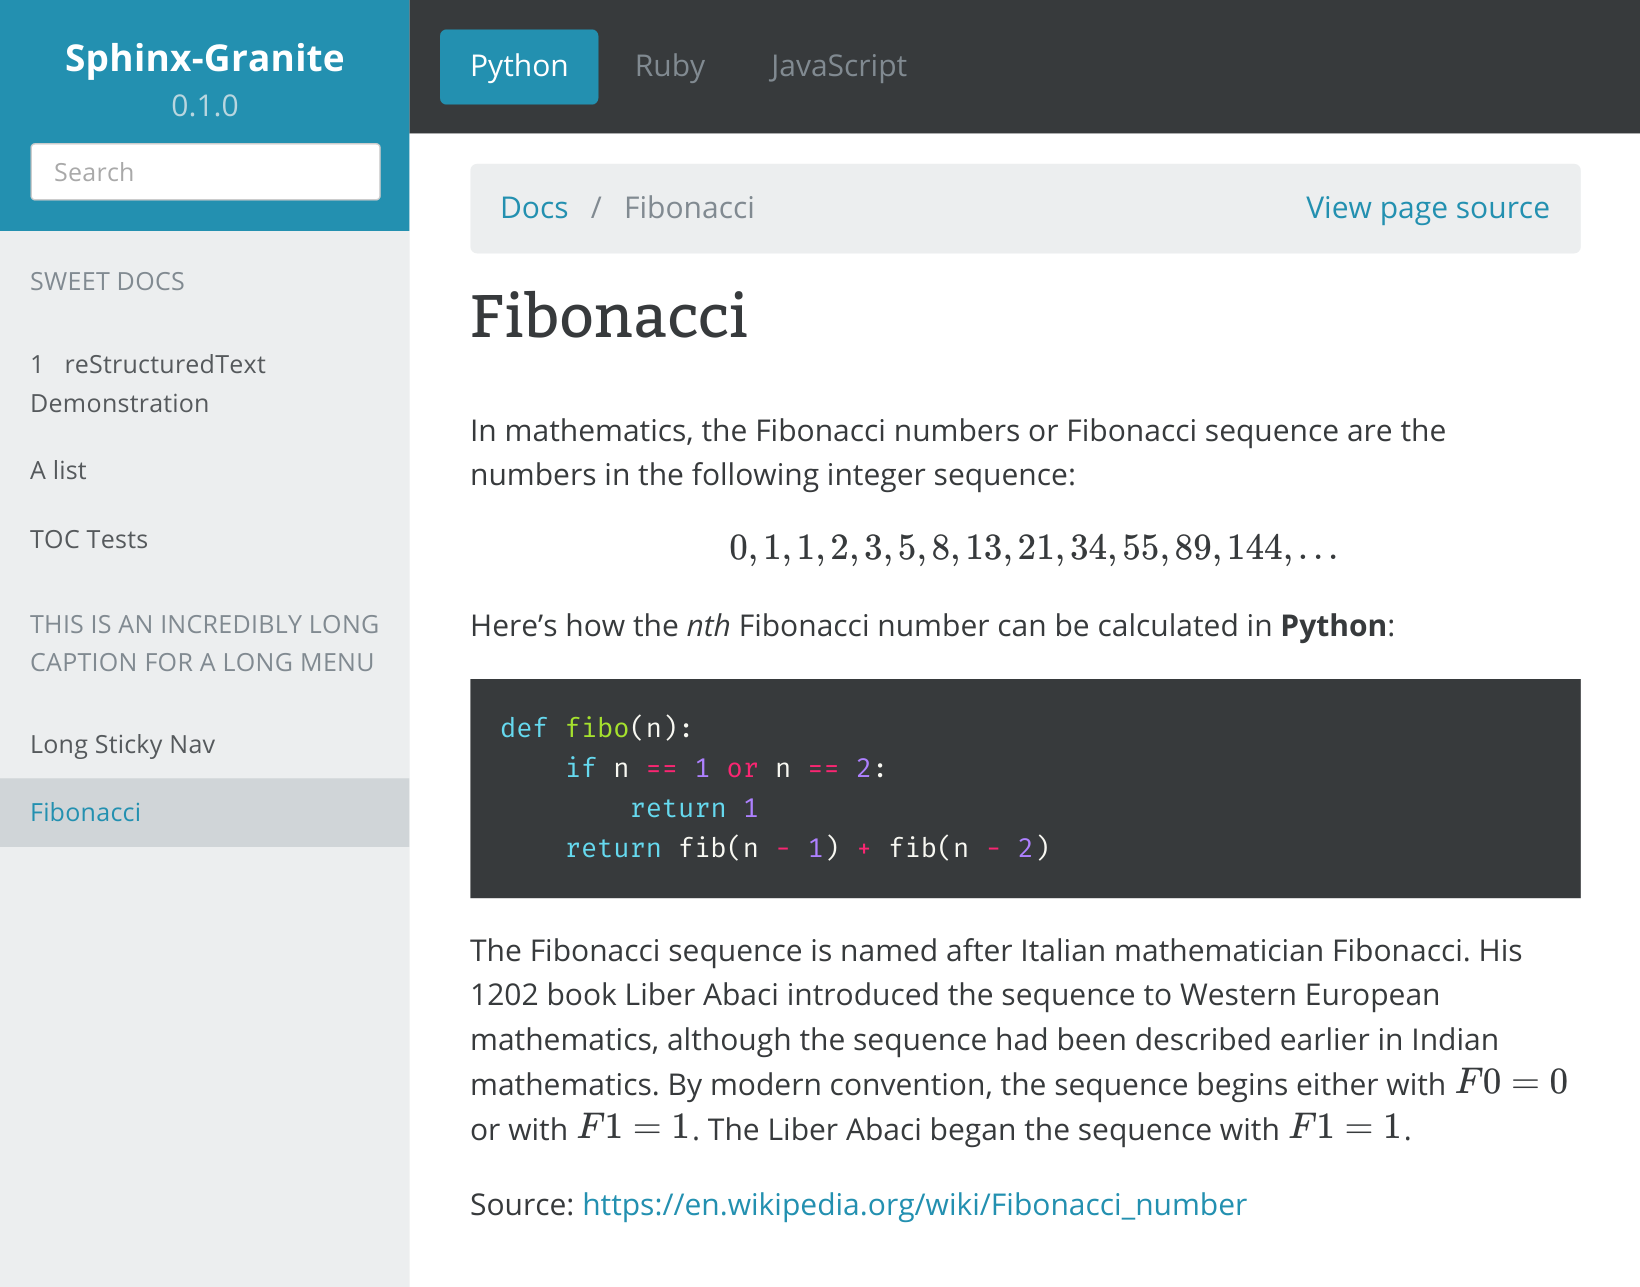 Sphinx-Granite
0.1.0
Search
SWEET DOCS
1 reStructuredText
Demonstration
A list
TOC Tests
THIS IS AN INCREDIBLY LONG
CAPTION FOR A LONG MENU
Long Sticky Nav
Fibonacci
Python Ruby JavaScript
Docs / Fibonacci View page source
Fibonacci
In mathematics, the Fibonacci numbers or Fibonacci sequence are the
numbers in the following integer sequence:
0, 1, 1, 2, 3, 5, 8, 13, 21, 34, 55, 89, 144, …
Here’s how the nth Fibonacci number can be calculated in Python:
def fibo(n):
    if n == 1 or n == 2:
        return 1
    return fib(n - 1) + fib(n - 2)
The Fibonacci sequence is named after Italian mathematician Fibonacci. His
1202 book Liber Abaci introduced the sequence to Western European
mathematics, although the sequence had been described earlier in Indian
mathematics. By modern convention, the sequence begins either with F0 = 0
or with F1 = 1. The Liber Abaci began the sequence with F1 = 1.
Source: https://en.wikipedia.org/wiki/Fibonacci_number